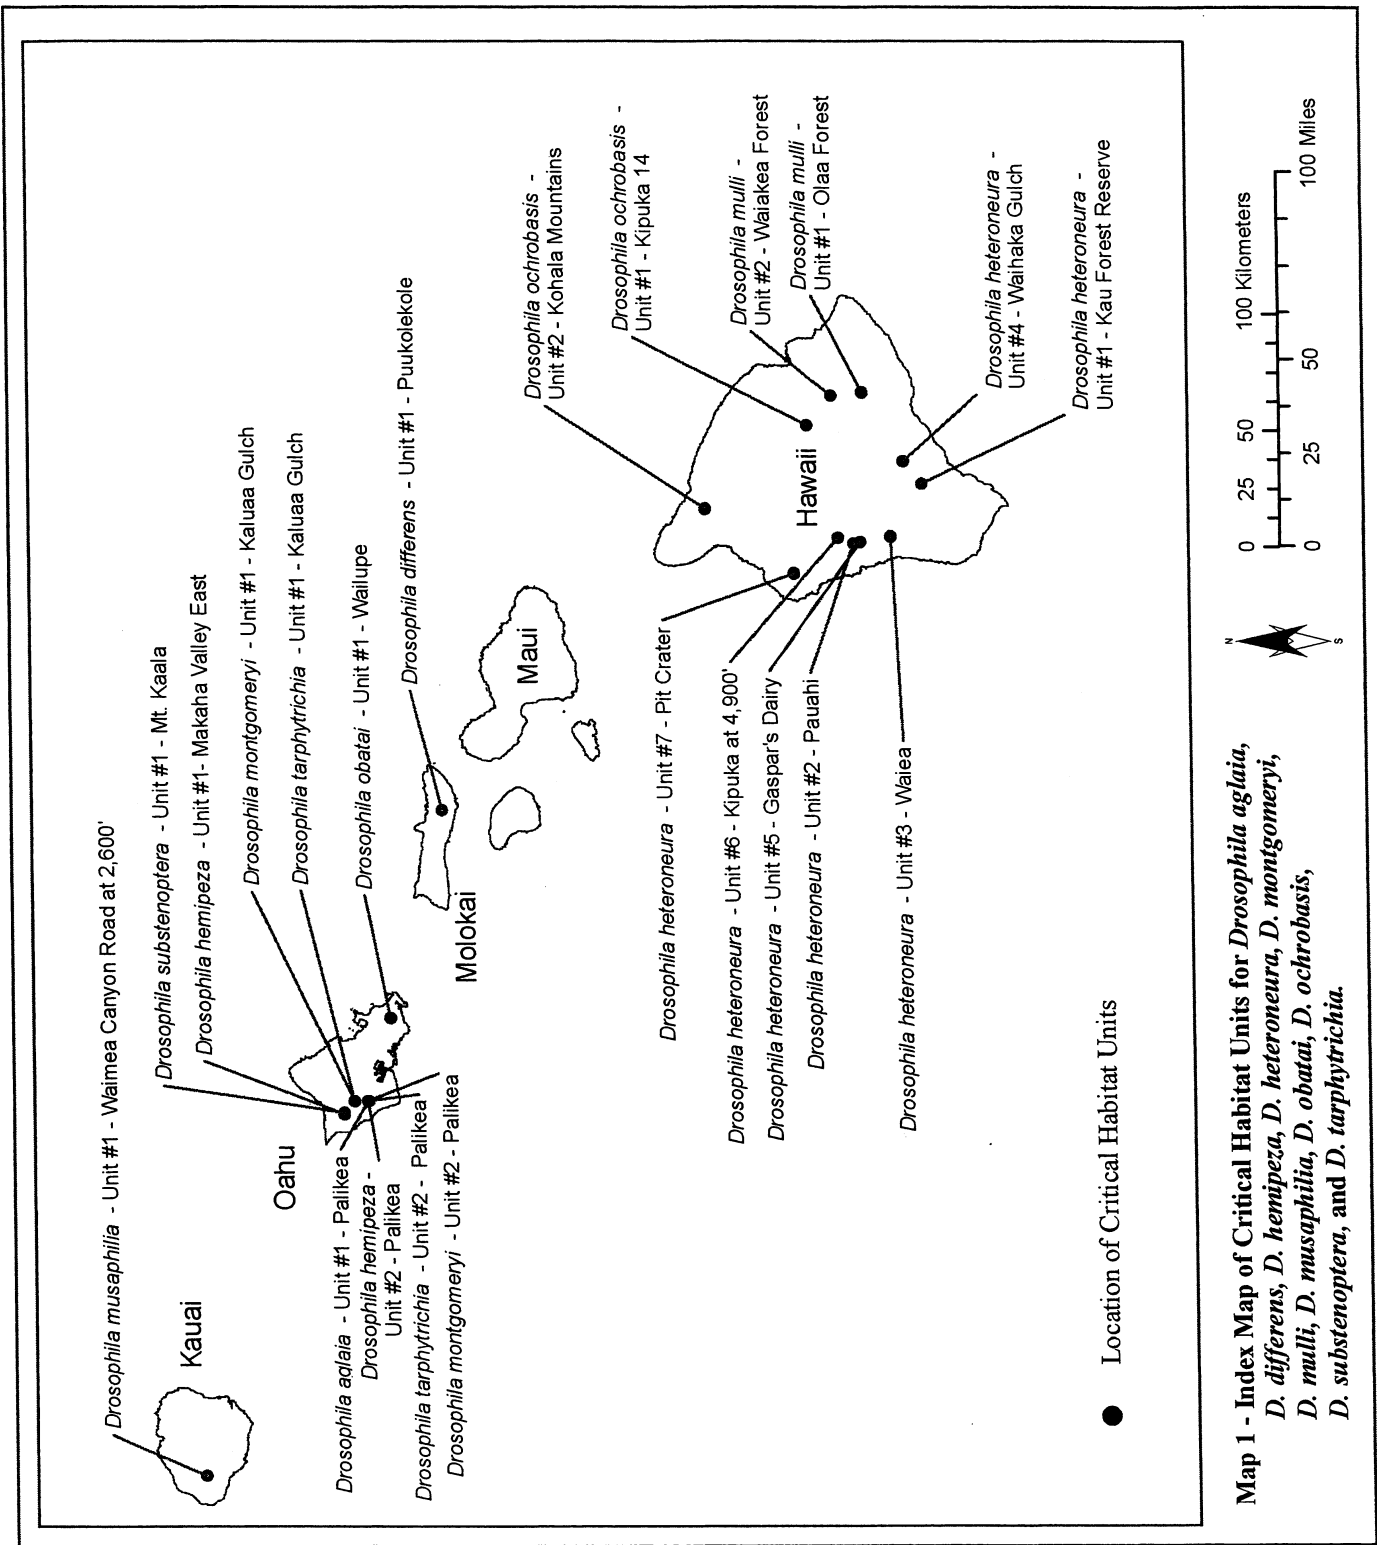 Drosophila musaphilia - Unit #1 - Waimea Canyon Road at 2,600'
Drosophila substenoptera - Unit #1 - Mt. Kaala
Drosophila hemipeza - Unit #1- Makaha Valley East
Drosophila montgomeryi - Unit #1 - Kaluaa Gulch
Drosophila tarphytrichia - Unit #1 - Kaluaa Gulch
Drosophila obatai - Unit #1 - Wailupe
Drosophila differens - Unit #1 - Puukolekole
Kauai
Oahu
Molokai
Maui
Drosophila aglaia - Unit #1 - Palikea
Drosophila hemipeza -
Unit #2 - Palikea
Drosophila tarphytrichia - Unit #2 - Palikea
Drosophila montgomeryi - Unit #2 - Palikea
Drosophila ochrobasis -
Unit #2 - Kohala Mountains
Drosophila ochrobasis -
Unit #1 - Kipuka 14
Drosophila mulli -
Unit #2 - Waiakea Forest
Drosophila mulli -
Unit #1 - Olaa Forest
Hawaii
Drosophila heteroneura - Unit #7 - Pit Crater
Drosophila heteroneura - Unit #6 - Kipuka at 4,900'
Drosophila heteroneura - Unit #5 - Gaspar's Dairy
Drosophila heteroneura - Unit #2 - Pauahi
Drosophila heteroneura - Unit #3 - Waiea
Drosophila heteroneura -
Unit #4 - Waihaka Gulch
Drosophila heteroneura -
Unit #1 - Kau Forest Reserve
Location of Critical Habitat Units
Map 1 - Index Map of Critical Habitat Units for Drosophila aglaia,
D. differens, D. hemipeza, D. heteroneura, D. montgomeryi,
D. mulli, D. musaphilia, D. obatai, D. ochrobasis,
D. substenoptera, and D. tarphytrichia.
N
S
0 25 50 100 Kilometers
0 25 50 100 Miles